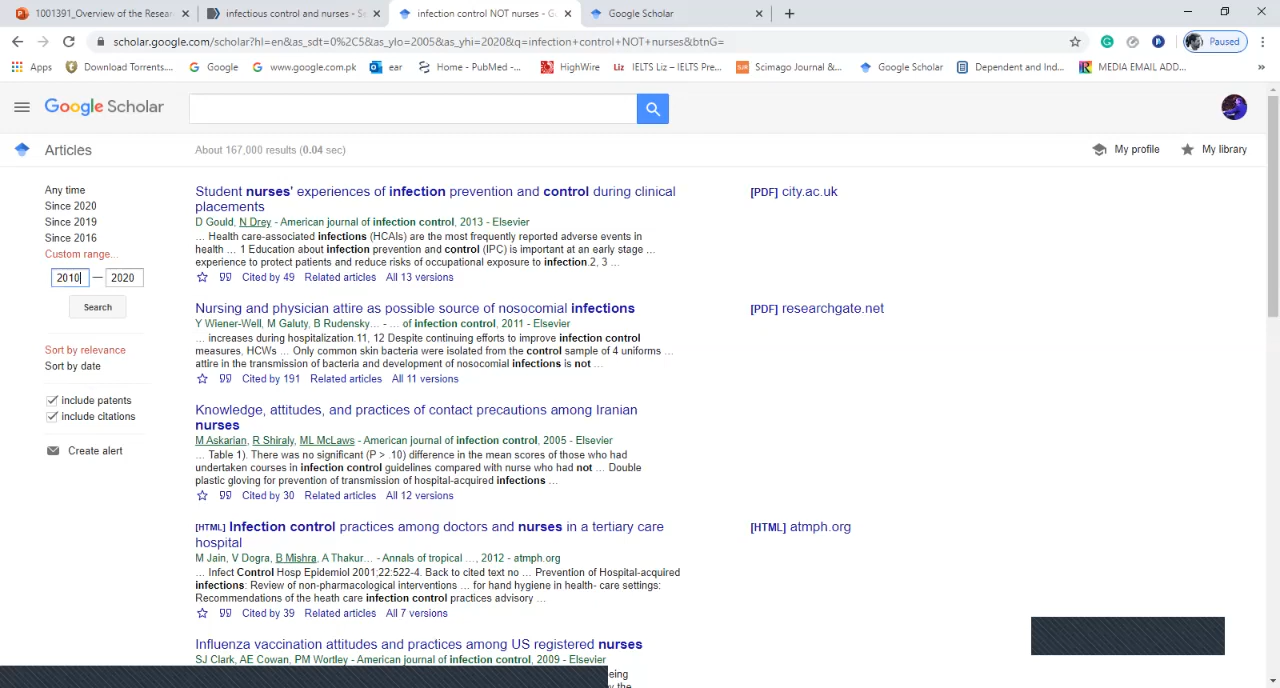 1001391_Overview of the Resear
infectious control and nurses - Se
infection control NOT nurses - Go
Google Scholar
scholar.google.com/scholar?hl=en&as_sdt=0%2C5&as_ylo=2005&as_yhi=2020&q=infection+control+NOT+nurses&btnG=
Paused
Apps
Download Torrents....
Google
www.google.com.pk
ear
Home - PubMed -...
HighWire
Liz IELTS Liz – IELTS Pre...
SJR Scimago Journal &...
Google Scholar
Dependent and Ind...
MEDIA EMAIL ADD...
»
Google Scholar
Articles
About 167,000 results (0.04 sec)
My profile
My library
Any time
Since 2020
Since 2019
Since 2016
Custom range...
2010 — 2020
Search
Sort by relevance
Sort by date
include patents
include citations
Create alert
Student nurses' experiences of infection prevention and control during clinical
placements
D Gould, N Drey - American journal of infection control, 2013 - Elsevier
... Health care-associated infections (HCAIs) are the most frequently reported adverse events in
health ... 1 Education about infection prevention and control (IPC) is important at an early stage ...
experience to protect patients and reduce risks of occupational exposure to infection.2, 3 ...
Cited by 49 Related articles All 13 versions
[PDF] city.ac.uk
Nursing and physician attire as possible source of nosocomial infections
Y Wiener-Well, M Galuty, B Rudensky... - ... of infection control, 2011 - Elsevier
... increases during hospitalization.11, 12 Despite continuing efforts to improve infection control
measures, HCWs ... Only common skin bacteria were isolated from the control sample of 4 uniforms ...
attire in the transmission of bacteria and development of nosocomial infections is not ...
Cited by 191 Related articles All 11 versions
[PDF] researchgate.net
Knowledge, attitudes, and practices of contact precautions among Iranian
nurses
M Askarian, R Shiraly, ML McLaws - American journal of infection control, 2005 - Elsevier
... Table 1). There was no significant (P > .10) difference in the mean scores of those who had
undertaken courses in infection control guidelines compared with nurse who had not ... Double
plastic gloving for prevention of transmission of hospital-acquired infections ...
Cited by 30 Related articles All 12 versions
[HTML] Infection control practices among doctors and nurses in a tertiary care
hospital
M Jain, V Dogra, B Mishra, A Thakur... - Annals of tropical ..., 2012 - atmph.org
... Infect Control Hosp Epidemiol 2001;22:522-4. Back to cited text no ... Prevention of Hospital-acquired
infections: Review of non-pharmacological interventions ... for hand hygiene in health- care settings:
Recommendations of the heath care infection control practices advisory ...
Cited by 39 Related articles All 7 versions
[HTML] atmph.org
Influenza vaccination attitudes and practices among US registered nurses
SJ Clark, AE Cowan, PM Wortley - American journal of infection control, 2009 - Elsevier